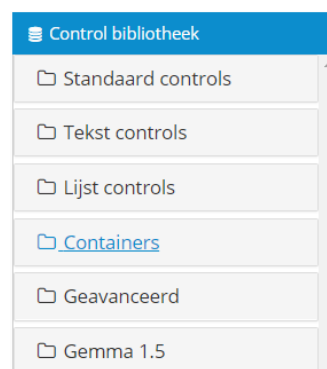 Control bibliotheek
Standaard controls
Tekst controls
Lijst controls
Containers
Geavanceerd
Gemma 1.5